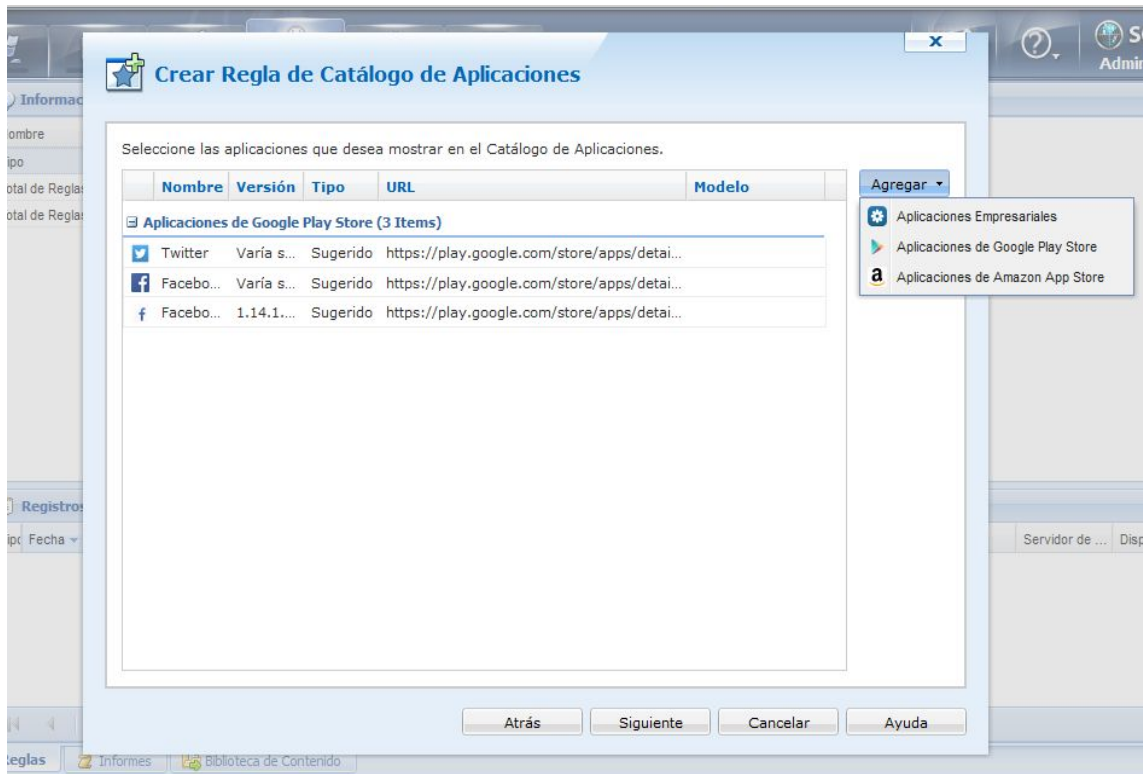 Crear Regla de Catálogo de Aplicaciones
x
Admin
Informac
ombre
ipo
otal de Reglas
otal de Reglas
Seleccione las aplicaciones que desea mostrar en el Catálogo de Aplicaciones.
Nombre Versión Tipo URL Modelo
Agregar
Aplicaciones Empresariales
Aplicaciones de Google Play Store
Aplicaciones de Amazon App Store
Aplicaciones de Google Play Store (3 Items)
Twitter Varía s... Sugerido https://play.google.com/store/apps/detai...
Facebo... Varía s... Sugerido https://play.google.com/store/apps/detai...
Facebo... 1.14.1.... Sugerido https://play.google.com/store/apps/detai...
Registros
Fecha
Servidor de ... Disp
Atrás Siguiente Cancelar Ayuda
Reglas Informes Biblioteca de Contenido